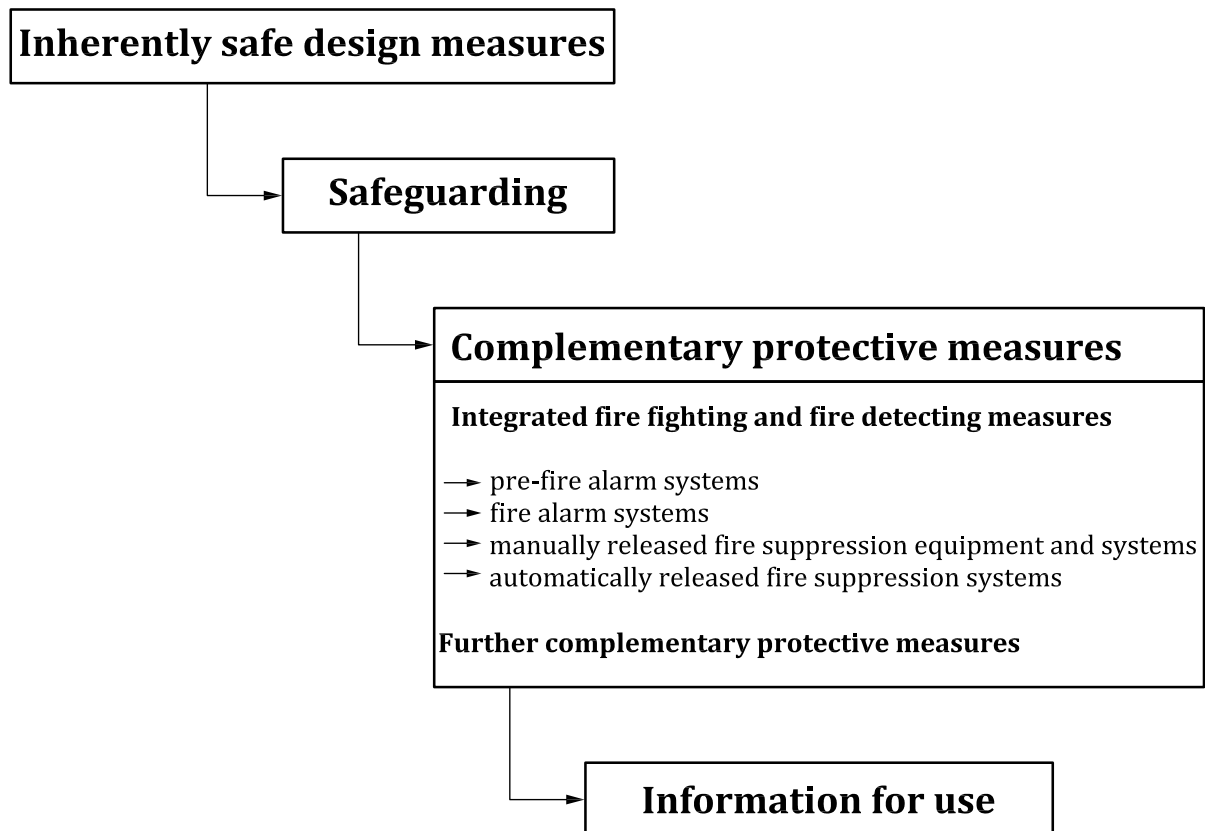 Inherently safe design measures
Safeguarding
Complementary protective measures
Integrated fire fighting and fire detecting measures
pre-fire alarm systems
fire alarm systems
manually released fire suppression equipment and systems
automatically released fire suppression systems
Further complementary protective measures
Information for use